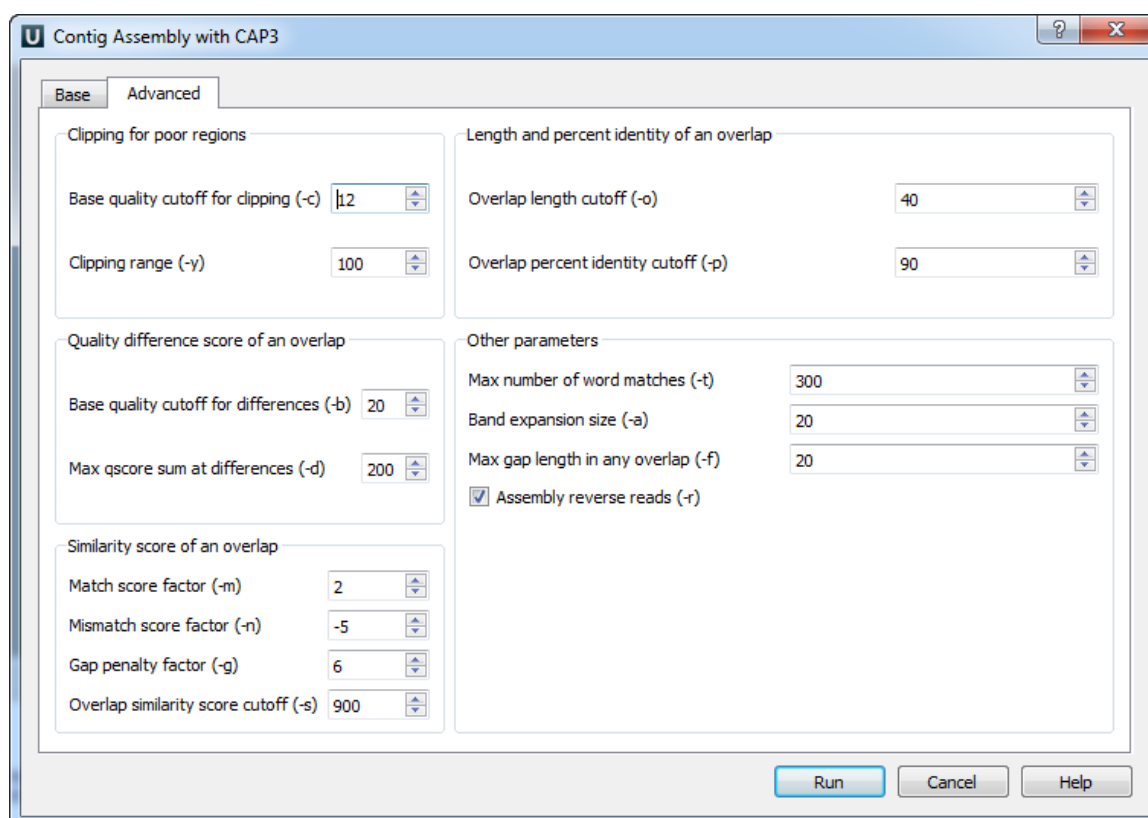 U Contig Assembly with CAP3
?
Base Advanced
Clipping for poor regions
Base quality cutoff for clipping (-c) 12
Clipping range (-y) 100
Length and percent identity of an overlap
Overlap length cutoff (-o) 40
Overlap percent identity cutoff (-p) 90
Quality difference score of an overlap
Base quality cutoff for differences (-b) 20
Max qscore sum at differences (-d) 200
Other parameters
Max number of word matches (-t) 300
Band expansion size (-a) 20
Max gap length in any overlap (-f) 20
Assembly reverse reads (-r)
Similarity score of an overlap
Match score factor (-m) 2
Mismatch score factor (-n) -5
Gap penalty factor (-g) 6
Overlap similarity score cutoff (-s) 900
Run Cancel Help